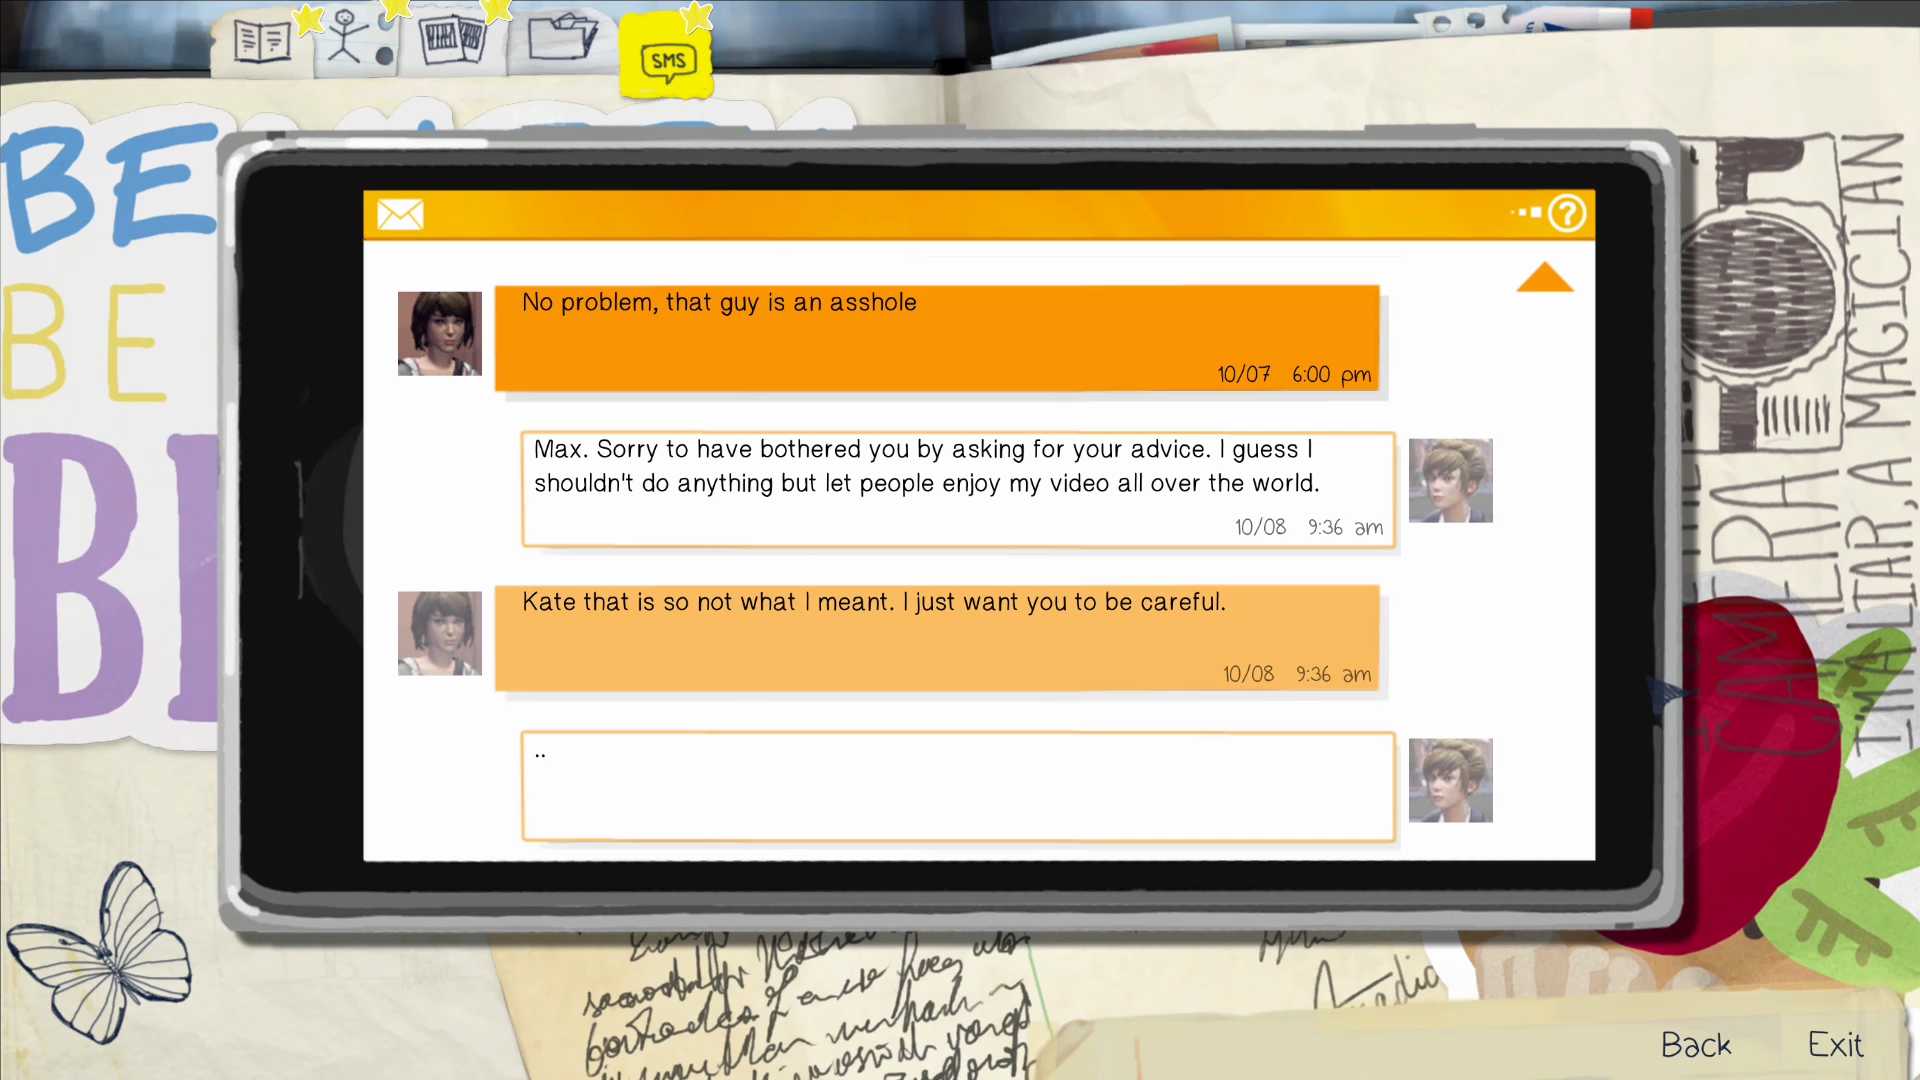 SMS
BE
BE
No problem, that guy is an asshole
10/07 6:00 pm
Max. Sorry to have bothered you by asking for your advice. I guess I
shouldn't do anything but let people enjoy my video all over the world.
10/08 9:36 am
Kate that is so not what I meant. I just want you to be careful.
10/08 9:36 am
..
CAMERA
LIAR, A MAGICIAN
Back
Exit